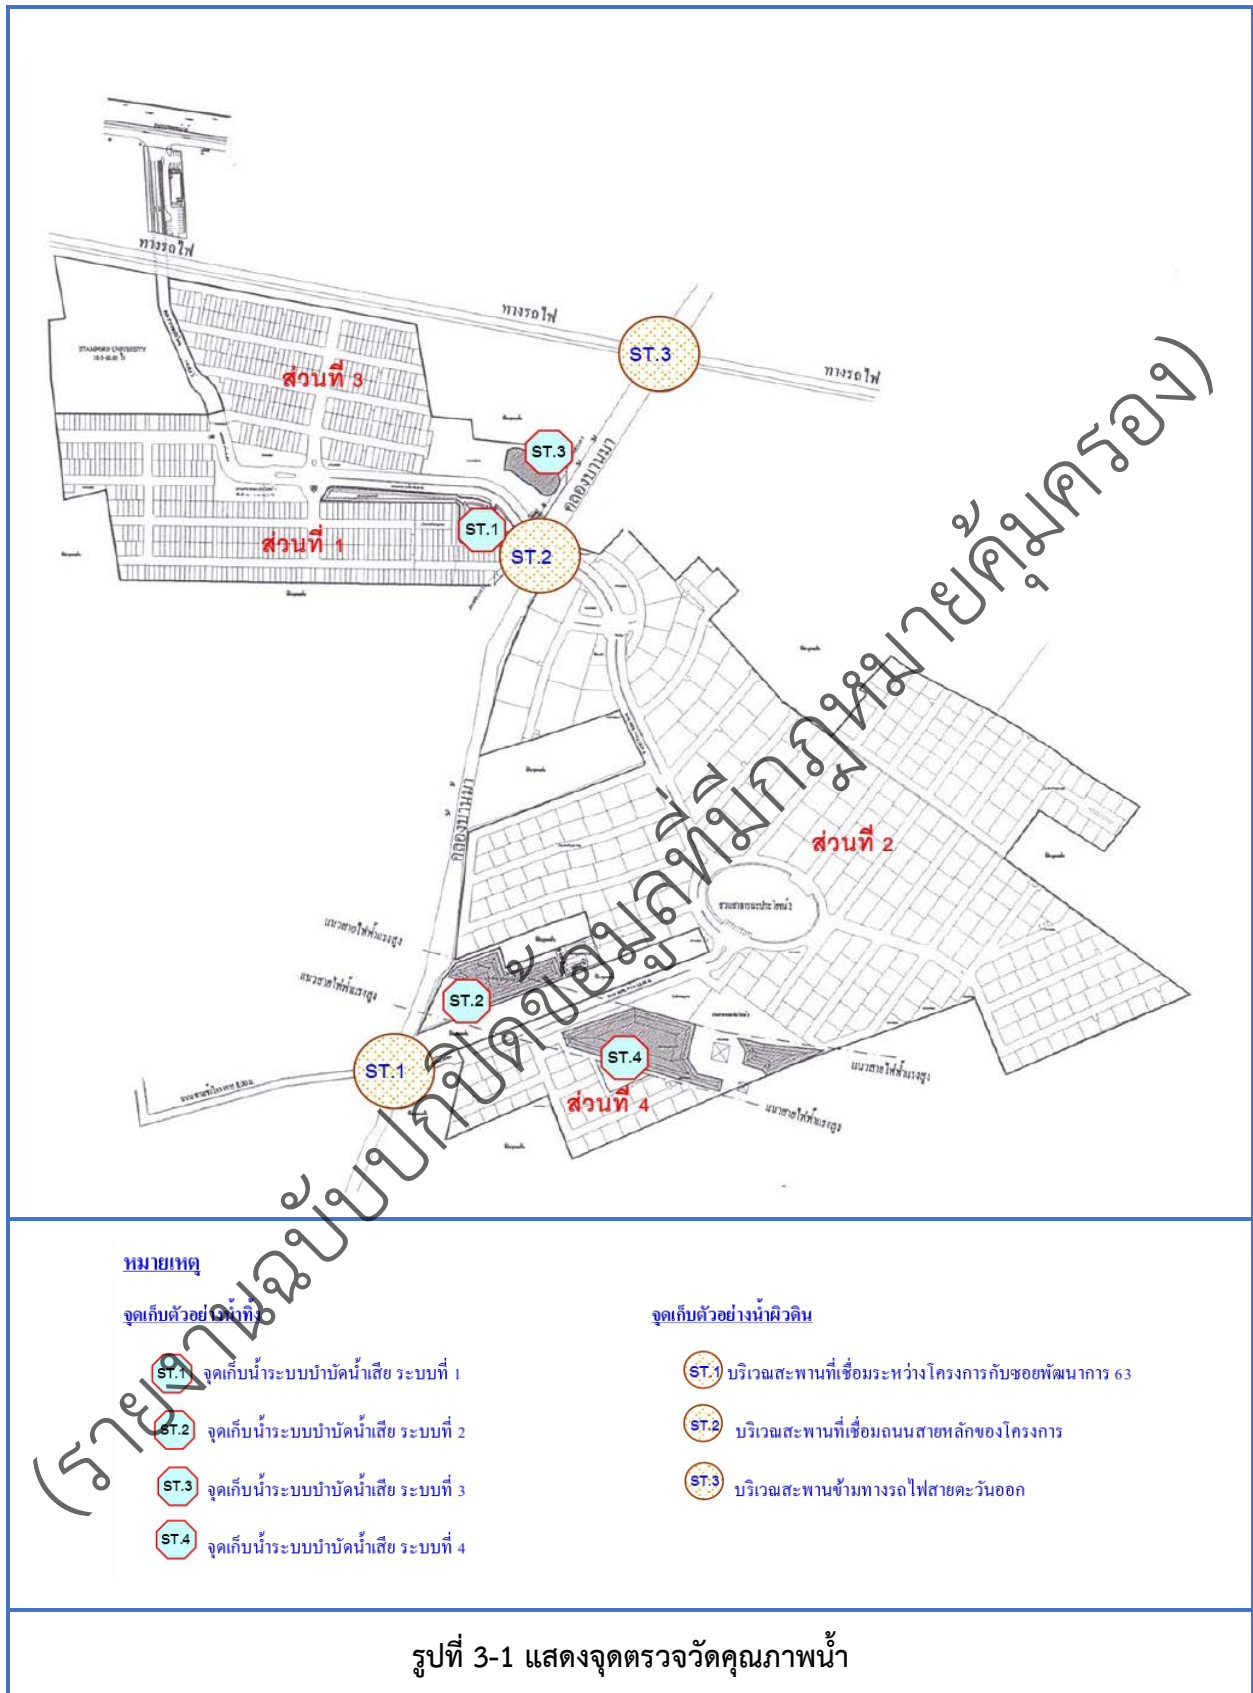 ทางรถไฟ
ทางรถไฟ
ทางรถไฟ
STAMFORD UNIVERSITY
ST.3
ส่วนที่ 3
ST.3
คลองบ้านม้า
ST.1
ส่วนที่ 1
ST.2
คลองบ้านม้า
ส่วนที่ 2
สวนสาธารณะประโยชน์ 2
แนวสายไฟฟ้าแรงสูง
แนวสายไฟฟ้าแรงสูง
ST.2
ST.1
ST.4
แนวสายไฟฟ้าแรงสูง
ส่วนที่ 4
แนวสายไฟฟ้าแรงสูง
(รายงานฉบับปกปิดข้อมูลที่มีกฎหมายคุ้มครอง)
หมายเหตุ
จุดเก็บตัวอย่างน้ำทิ้ง
ST.1 จุดเก็บน้ำระบบบำบัดน้ำเสีย ระบบที่ 1
ST.2 จุดเก็บน้ำระบบบำบัดน้ำเสีย ระบบที่ 2
ST.3 จุดเก็บน้ำระบบบำบัดน้ำเสีย ระบบที่ 3
ST.4 จุดเก็บน้ำระบบบำบัดน้ำเสีย ระบบที่ 4
จุดเก็บตัวอย่างน้ำผิวดิน
ST.1 บริเวณสะพานที่เชื่อมระหว่างโครงการกับซอยพัฒนาการ 63
ST.2 บริเวณสะพานที่เชื่อมถนนสายหลักของโครงการ
ST.3 บริเวณสะพานข้ามทางรถไฟสายตะวันออก
รูปที่ 3-1 แสดงจุดตรวจวัดคุณภาพน้ำ